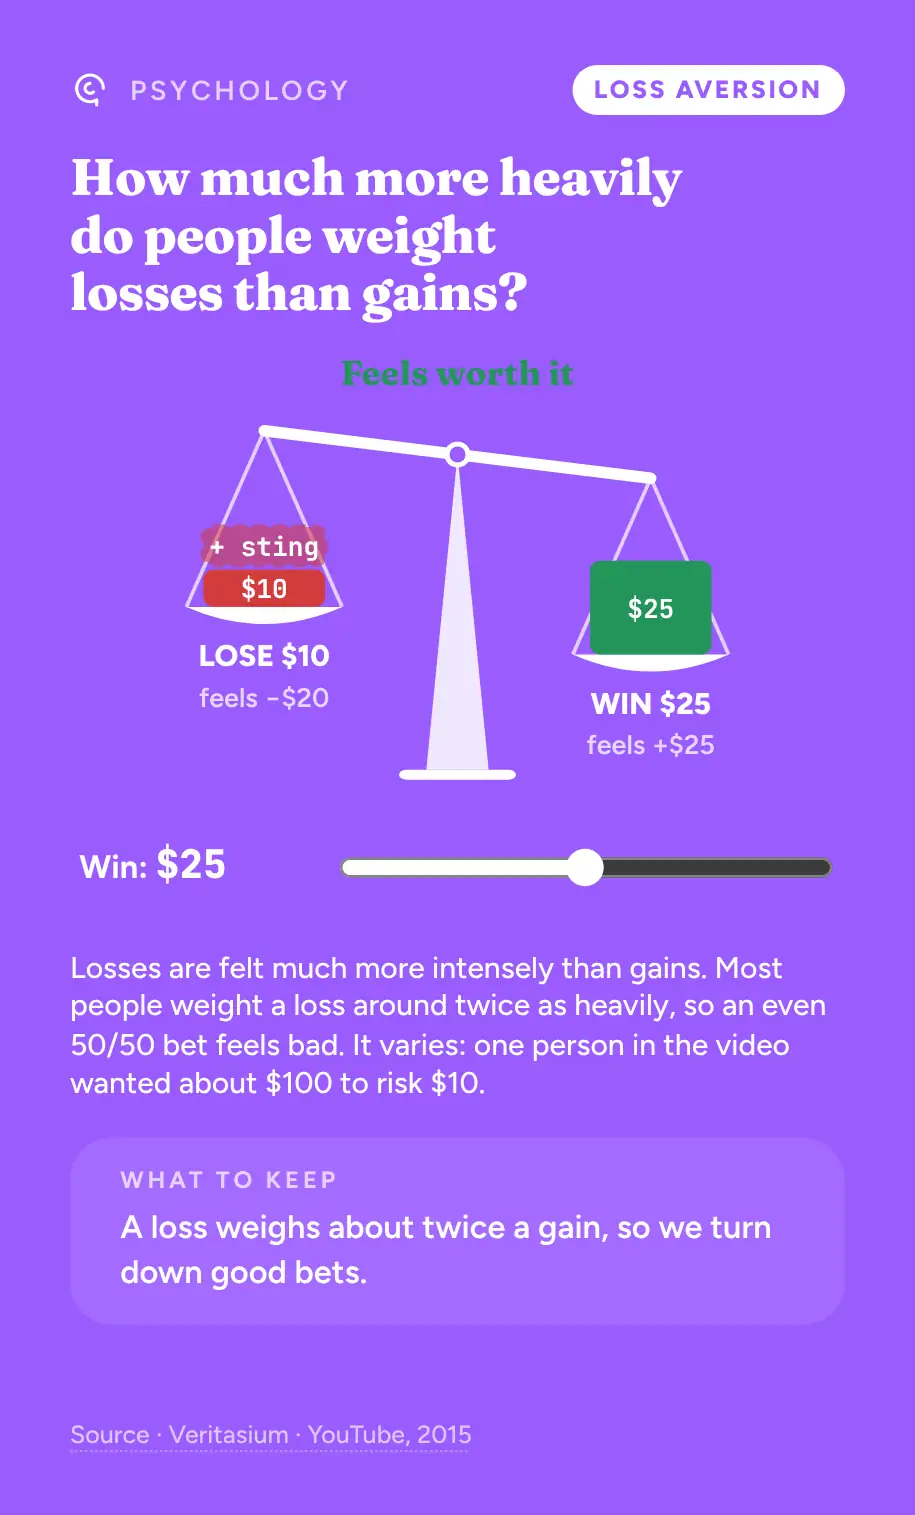 PSYCHOLOGY
LOSS AVERSION
How much more heavily
do people weight
losses than gains?
Feels worth it
+ sting
$10
LOSE $10
feels −$20
$25
WIN $25
feels +$25
Win: $25
Losses are felt much more intensely than gains. Most
people weight a loss around twice as heavily, so an even
50/50 bet feels bad. It varies: one person in the video
wanted about $100 to risk $10.
WHAT TO KEEP
A loss weighs about twice a gain, so we turn
down good bets.
Source · Veritasium · YouTube, 2015